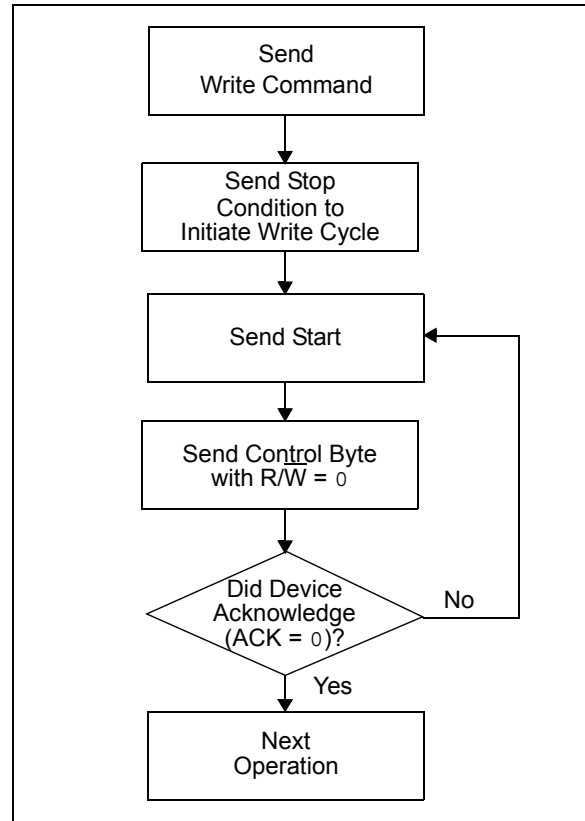 Send
Write Command
Send Stop
Condition to
Initiate Write Cycle
Send Start
Send Control Byte
with R/W̅ = 0
Did Device
Acknowledge
(ACK = 0)?
No
Yes
Next
Operation